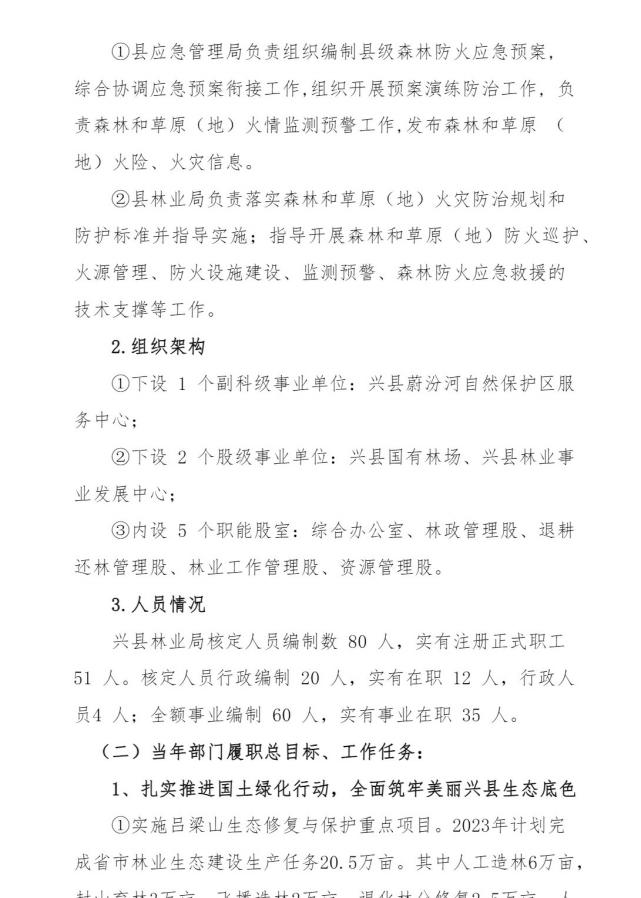 ①县应急管理局负责组织编制县级森林防火应急预案，
综合协调应急预案衔接工作,组织开展预案演练防治工作，负
责森林和草原（地）火情监测预警工作,发布森林和草原 （
地）火险、火灾信息。
②县林业局负责落实森林和草原（地）火灾防治规划和
防护标准并指导实施；指导开展森林和草原（地）防火巡护、
火源管理、防火设施建设、监测预警、森林防火应急救援的
技术支撑等工作。
2.组织架构
①下设 1 个副科级事业单位：兴县蔚汾河自然保护区服
务中心；
②下设 2 个股级事业单位：兴县国有林场、兴县林业事
业发展中心；
③内设 5 个职能股室：综合办公室、林政管理股、退耕
还林管理股、林业工作管理股、资源管理股。
3.人员情况
兴县林业局核定人员编制数 80 人，实有注册正式职工
51 人。核定人员行政编制 20 人，实有在职 12 人，行政人
员4 人；全额事业编制 60 人，实有事业在职 35 人。
（二）当年部门履职总目标、工作任务：
1、扎实推进国土绿化行动，全面筑牢美丽兴县生态底色
①实施吕梁山生态修复与保护重点项目。2023年计划完
成省市林业生态建设生产任务20.5万亩。其中人工造林6万亩，